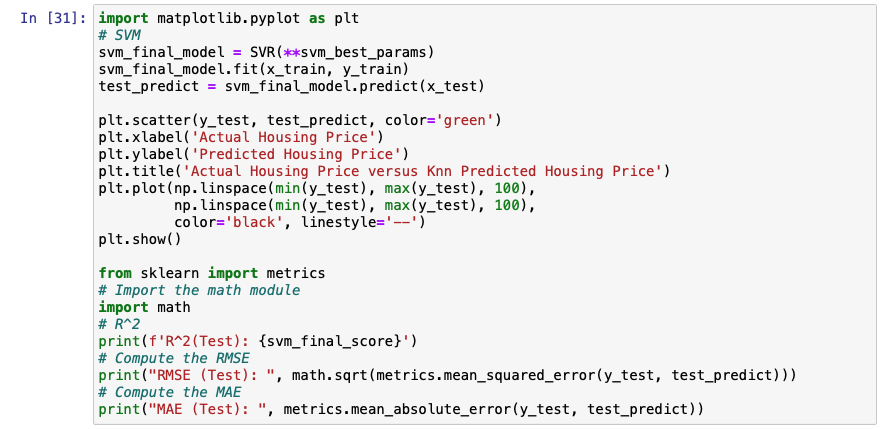 In [31]: import matplotlib.pyplot as plt
# SVM
svm_final_model = SVR(**svm_best_params)
svm_final_model.fit(x_train, y_train)
test_predict = svm_final_model.predict(x_test)

plt.scatter(y_test, test_predict, color='green')
plt.xlabel('Actual Housing Price')
plt.ylabel('Predicted Housing Price')
plt.title('Actual Housing Price versus Knn Predicted Housing Price')
plt.plot(np.linspace(min(y_test), max(y_test), 100),
         np.linspace(min(y_test), max(y_test), 100),
         color='black', linestyle='--')
plt.show()

from sklearn import metrics
# Import the math module
import math
# R^2
print(f'R^2(Test): {svm_final_score}')
# Compute the RMSE
print("RMSE (Test): ", math.sqrt(metrics.mean_squared_error(y_test, test_predict)))
# Compute the MAE
print("MAE (Test): ", metrics.mean_absolute_error(y_test, test_predict))